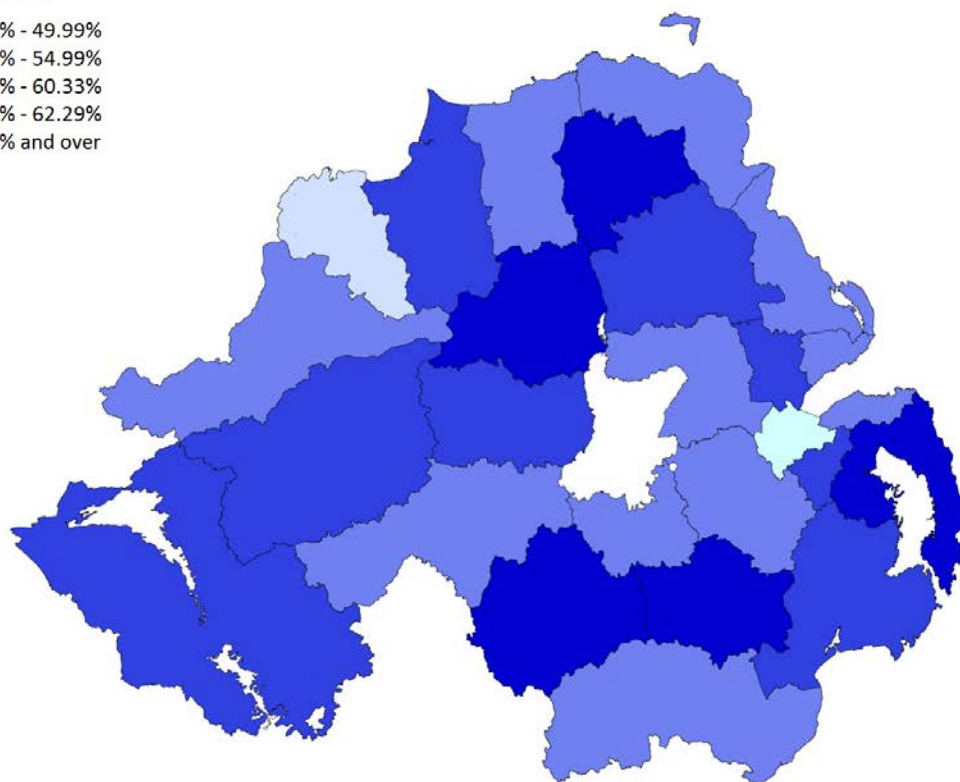 % - 49.99%
% - 54.99%
% - 60.33%
% - 62.29%
% and over